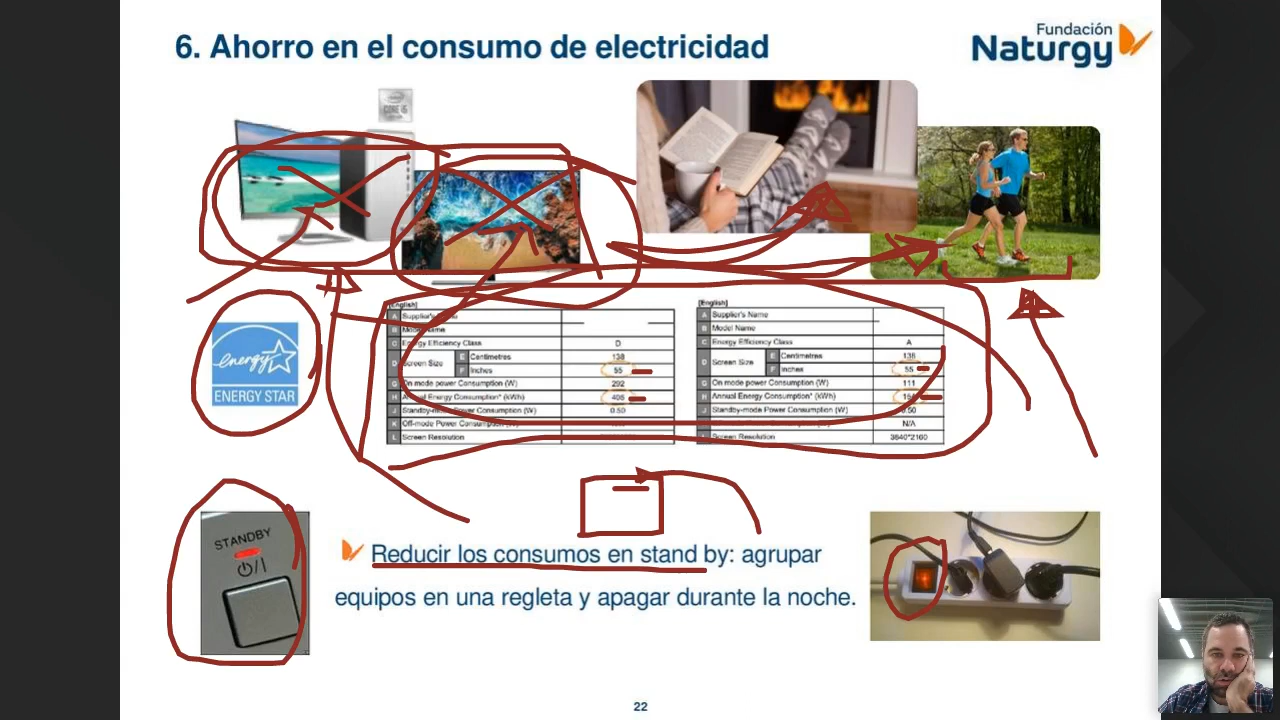 6. Ahorro en el consumo de electricidad
Fundación
Naturgy
CORE i5
[English]
A Supplier's Name
B Model Name
C Energy Efficiency Class D
D Screen Size E Centimetres 138
F Inches 55
G On mode power Consumption (W) 292
H Annual Energy Consumption* (kWh) 405
J Standby-mode Power Consumption (W) 0.50
K Off-mode Power Consumption (W)
L Screen Resolution
[English]
A Supplier's Name
B Model Name
C Energy Efficiency Class A
D Screen Size E Centimetres 138
F Inches 55
G On mode power Consumption (W) 111
H Annual Energy Consumption* (kWh)
J Standby-mode Power Consumption (W) 0.50
N/A
Screen Resolution 3840*2160
energy
ENERGY STAR
STANDBY
Reducir los consumos en stand by: agrupar
equipos en una regleta y apagar durante la noche.
22